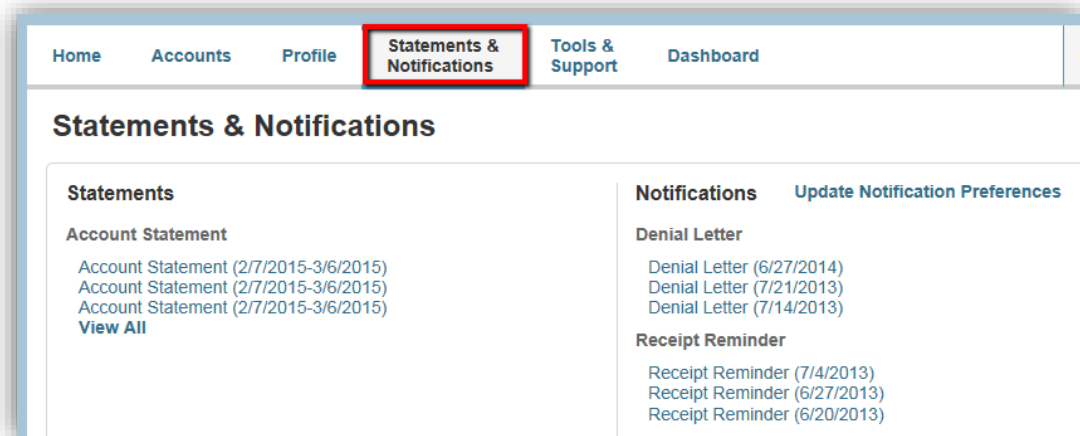 Home
Accounts
Profile
Statements &
Notifications
Tools &
Support
Dashboard
Statements & Notifications
Statements
Account Statement
Account Statement (2/7/2015-3/6/2015)
Account Statement (2/7/2015-3/6/2015)
Account Statement (2/7/2015-3/6/2015)
View All
Notifications
Update Notification Preferences
Denial Letter
Denial Letter (6/27/2014)
Denial Letter (7/21/2013)
Denial Letter (7/14/2013)
Receipt Reminder
Receipt Reminder (7/4/2013)
Receipt Reminder (6/27/2013)
Receipt Reminder (6/20/2013)